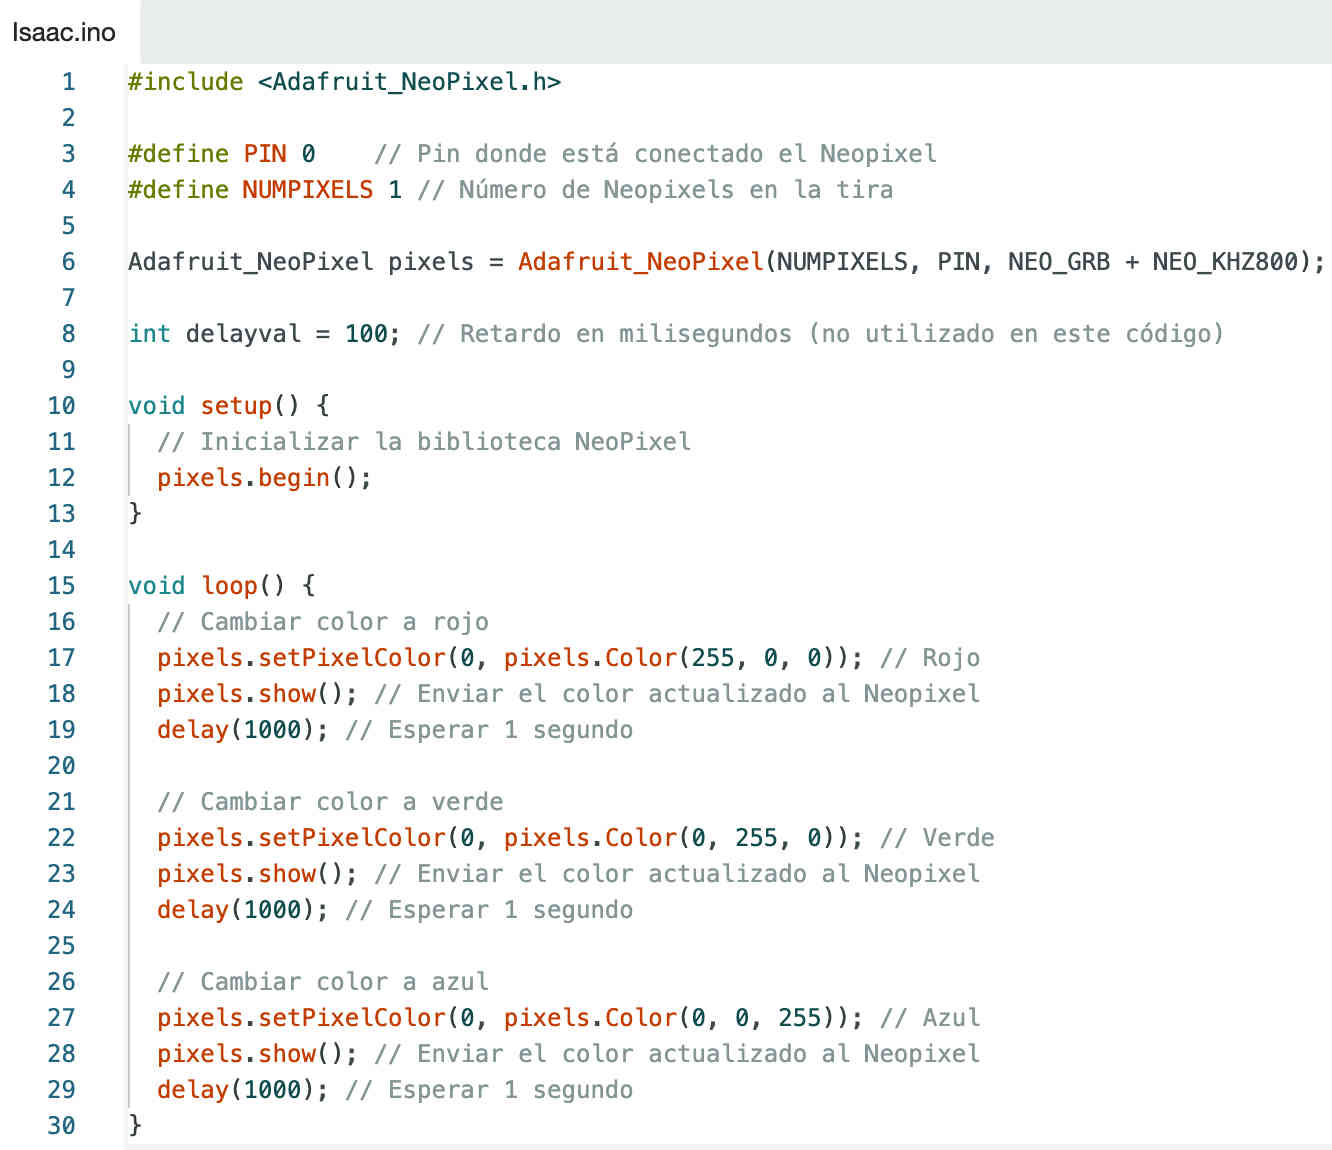 Isaac.ino
1 #include <Adafruit_NeoPixel.h>
2
3 #define PIN 0    // Pin donde está conectado el Neopixel
4 #define NUMPIXELS 1 // Número de Neopixels en la tira
5
6 Adafruit_NeoPixel pixels = Adafruit_NeoPixel(NUMPIXELS, PIN, NEO_GRB + NEO_KHZ800);
7
8 int delayval = 100; // Retardo en milisegundos (no utilizado en este código)
9
10 void setup() {
11   // Inicializar la biblioteca NeoPixel
12   pixels.begin();
13 }
14
15 void loop() {
16   // Cambiar color a rojo
17   pixels.setPixelColor(0, pixels.Color(255, 0, 0)); // Rojo
18   pixels.show(); // Enviar el color actualizado al Neopixel
19   delay(1000); // Esperar 1 segundo
20
21   // Cambiar color a verde
22   pixels.setPixelColor(0, pixels.Color(0, 255, 0)); // Verde
23   pixels.show(); // Enviar el color actualizado al Neopixel
24   delay(1000); // Esperar 1 segundo
25
26   // Cambiar color a azul
27   pixels.setPixelColor(0, pixels.Color(0, 0, 255)); // Azul
28   pixels.show(); // Enviar el color actualizado al Neopixel
29   delay(1000); // Esperar 1 segundo
30 }